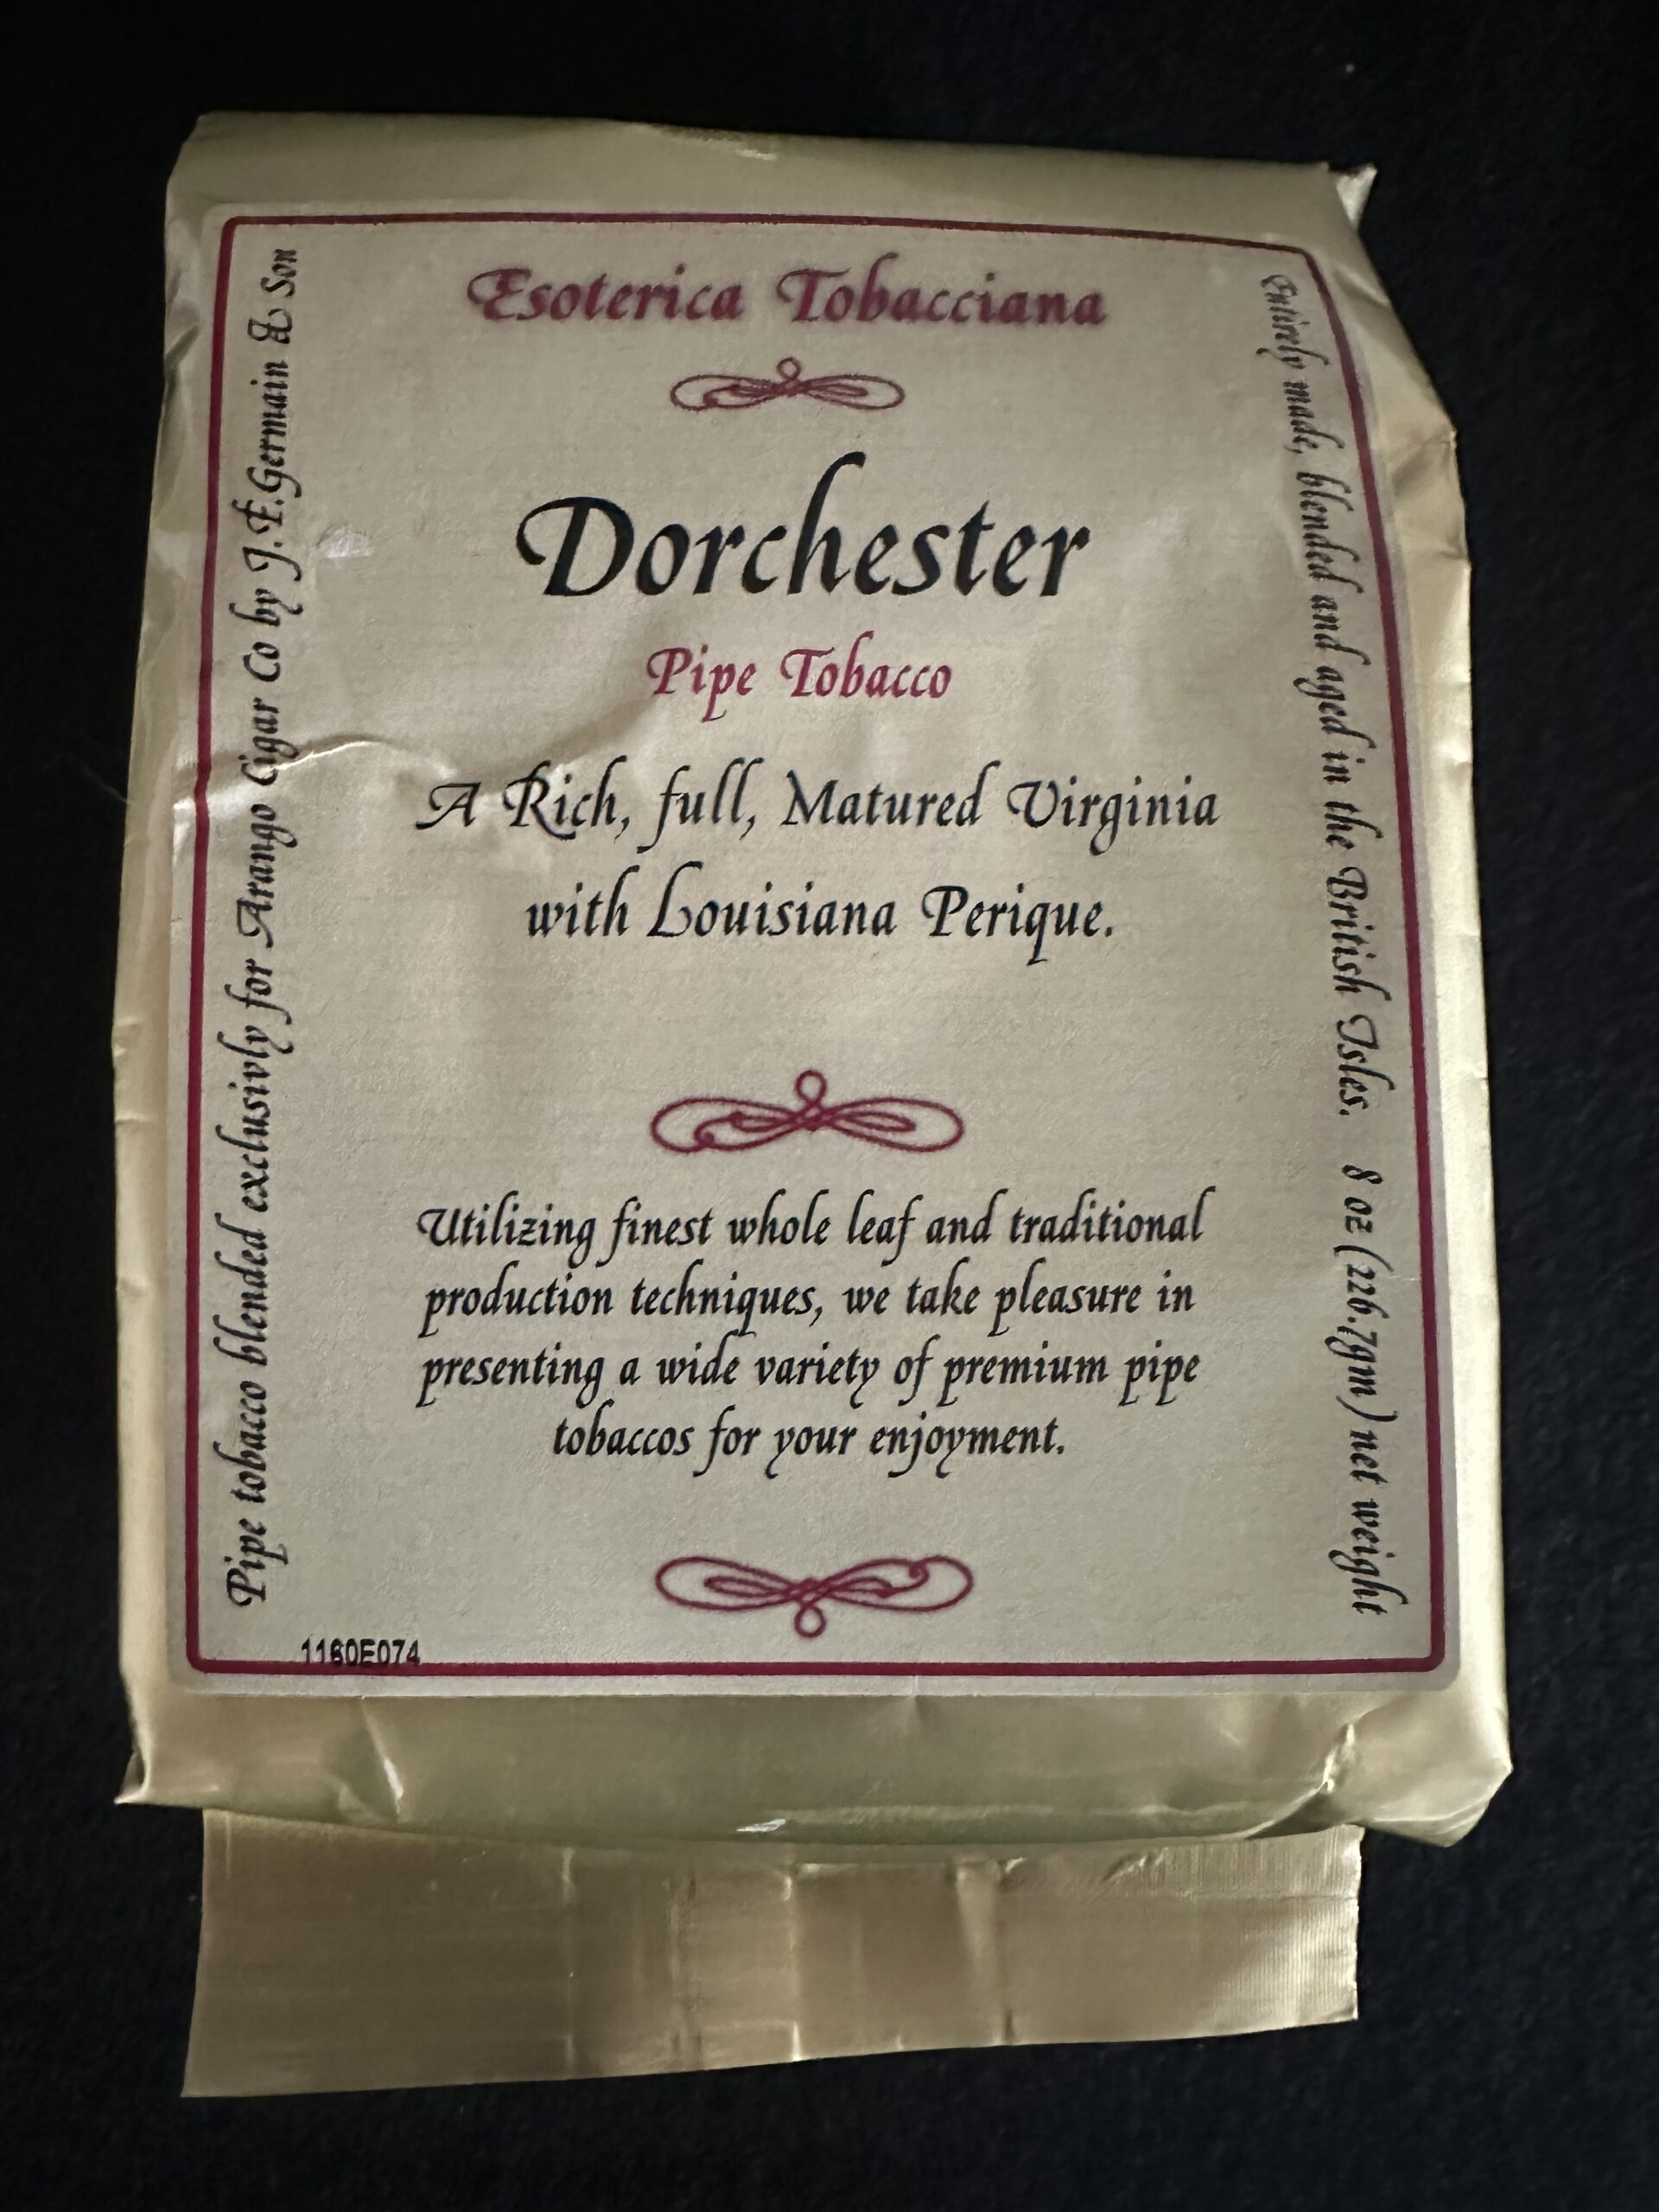 Esoterica Tobacciana
Dorchester
Pipe Tobacco
A Rich, full, Matured Virginia
with Louisiana Perique.
Utilizing finest whole leaf and traditional
production techniques, we take pleasure in
presenting a wide variety of premium pipe
tobaccos for your enjoyment.
Pipe tobacco blended exclusivly for Arango Cigar Co by J.F.Germain & Son
Entirely made, blended and aged in the British Isles. 8 oz (226.7gm) net weight
1160E074